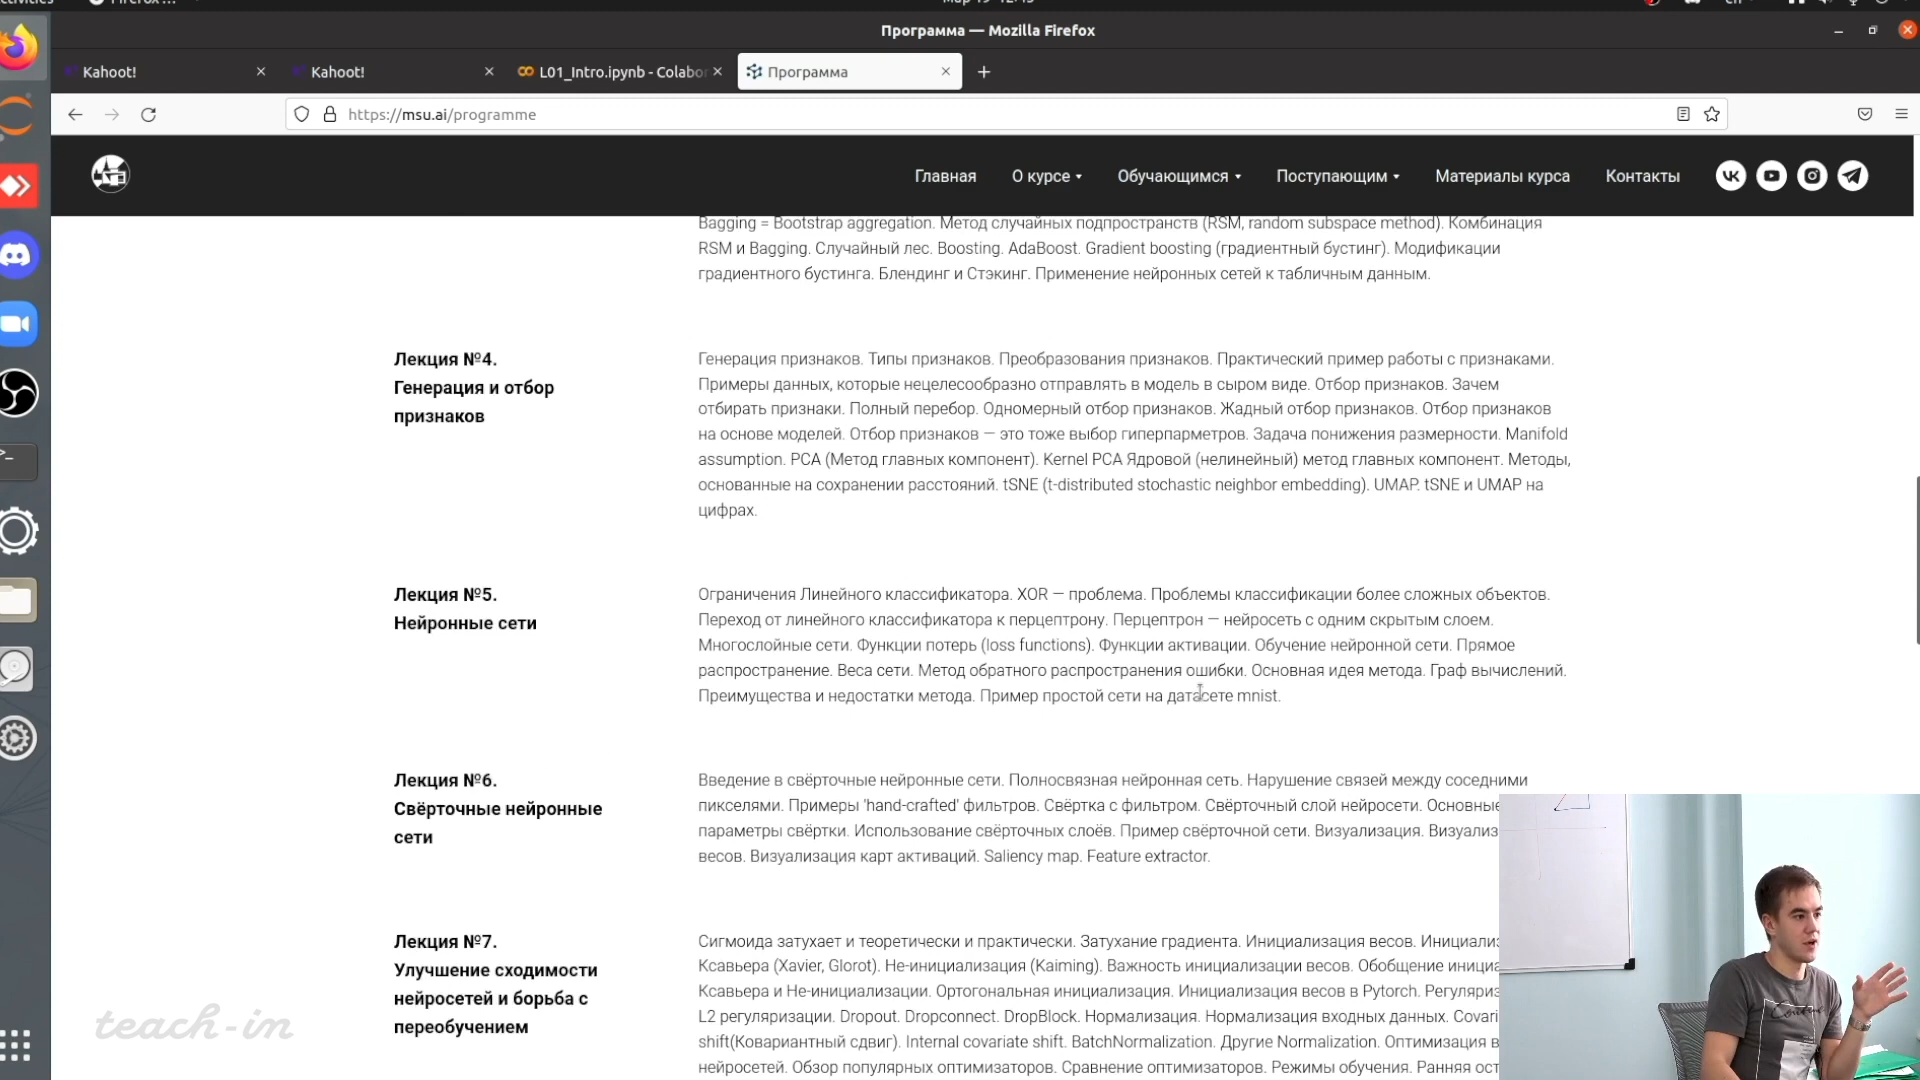 Программа — Mozilla Firefox
Kahoot!
Kahoot!
L01_Intro.ipynb - Colabor
Программа
https://msu.ai/programme
Главная
О курсе
Обучающимся
Поступающим
Материалы курса
Контакты
Bagging = Bootstrap aggregation. Метод случайных подпространств (RSM, random subspace method). Комбинация
RSM и Bagging. Случайный лес. Boosting. AdaBoost. Gradient boosting (градиентный бустинг). Модификации
градиентного бустинга. Блендинг и Стэкинг. Применение нейронных сетей к табличным данным.
Лекция №4.
Генерация и отбор
признаков
Генерация признаков. Типы признаков. Преобразования признаков. Практический пример работы с признаками.
Примеры данных, которые нецелесообразно отправлять в модель в сыром виде. Отбор признаков. Зачем
отбирать признаки. Полный перебор. Одномерный отбор признаков. Жадный отбор признаков. Отбор признаков
на основе моделей. Отбор признаков — это тоже выбор гиперпарметров. Задача понижения размерности. Manifold
assumption. PCA (Метод главных компонент). Kernel PCA Ядровой (нелинейный) метод главных компонент. Методы,
основанные на сохранении расстояний. tSNE (t-distributed stochastic neighbor embedding). UMAP. tSNE и UMAP на
цифрах.
Лекция №5.
Нейронные сети
Ограничения Линейного классификатора. XOR — проблема. Проблемы классификации более сложных объектов.
Переход от линейного классификатора к перцептрону. Перцептрон — нейросеть с одним скрытым слоем.
Многослойные сети. Функции потерь (loss functions). Функции активации. Обучение нейронной сети. Прямое
распространение. Веса сети. Метод обратного распространения ошибки. Основная идея метода. Граф вычислений.
Преимущества и недостатки метода. Пример простой сети на датасете mnist.
Лекция №6.
Свёрточные нейронные
сети
Введение в свёрточные нейронные сети. Полносвязная нейронная сеть. Нарушение связей между соседними
пикселями. Примеры 'hand-crafted' фильтров. Свёртка с фильтром. Свёрточный слой нейросети. Основные
параметры свёртки. Использование свёрточных слоёв. Пример свёрточной сети. Визуализация. Визуализ
весов. Визуализация карт активаций. Saliency map. Feature extractor.
Лекция №7.
Улучшение сходимости
нейросетей и борьба с
переобучением
Сигмоида затухает и теоретически и практически. Затухание градиента. Инициализация весов. Инициализ
Ксавьера (Xavier, Glorot). He-инициализация (Kaiming). Важность инициализации весов. Обобщение инициа
Ксавьера и He-инициализации. Ортогональная инициализация. Инициализация весов в Pytorch. Регуляриз
L2 регуляризации. Dropout. Dropconnect. DropBlock. Нормализация. Нормализация входных данных. Covari
shift(Ковариантный сдвиг). Internal covariate shift. BatchNormalization. Другие Normalization. Оптимизация в
нейросетей. Обзор популярных оптимизаторов. Сравнение оптимизаторов. Режимы обучения. Ранняя ост
teach-in